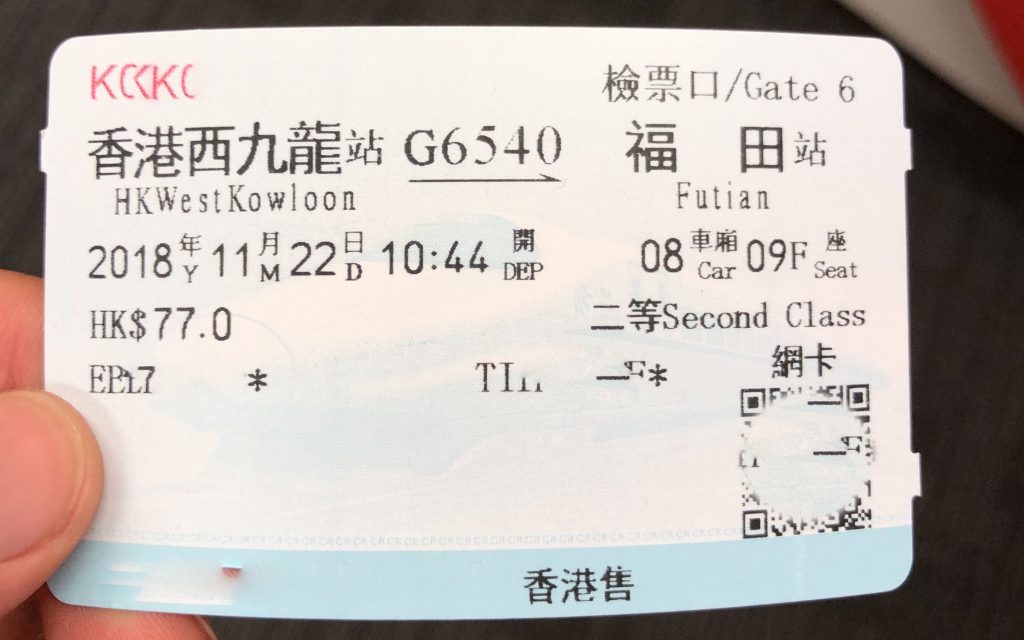 檢票口/Gate 6
香港西九龍站 G6540 福田站
HKWestKowloon Futian
2018年Y 11月M 22日D 10:44開DEP 08車廂Car 09F座Seat
HK$77.0 二等Second Class
網卡
香港售